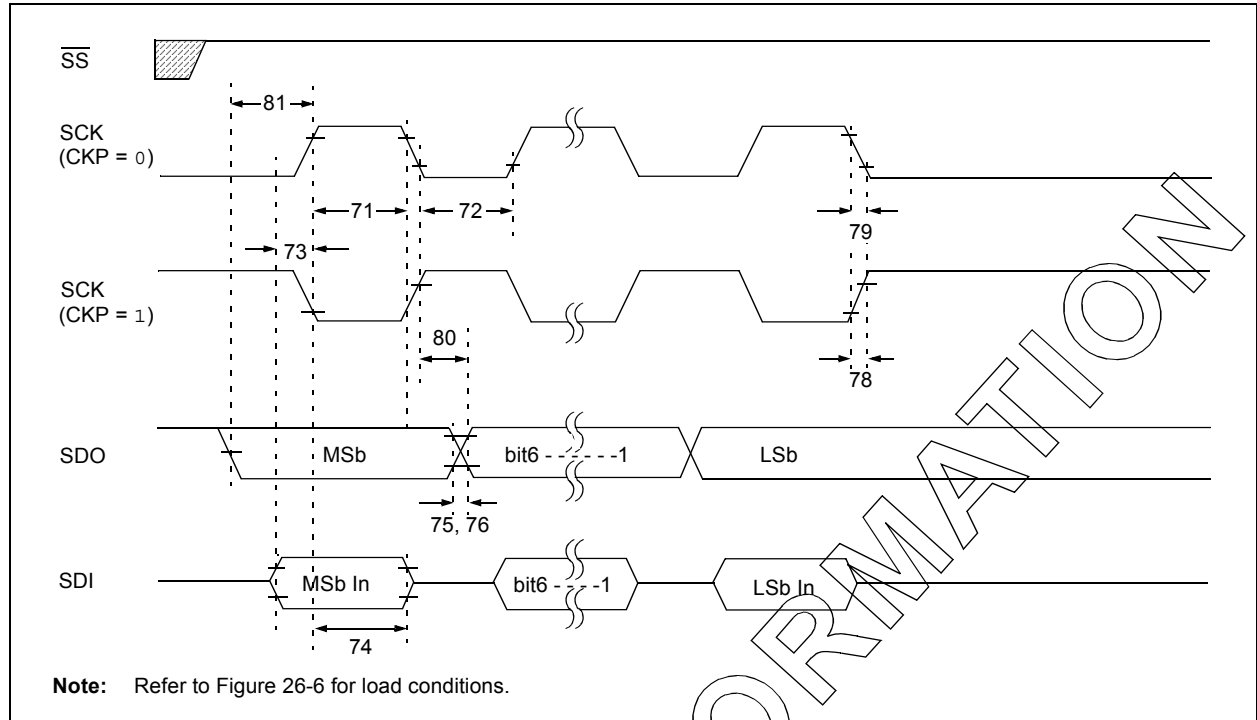 SS
81
SCK
(CKP = 0)
71
72
79
73
SCK
(CKP = 1)
80
78
SDO
MSb
bit6 - - - - - - -1
LSb
75, 76
SDI
MSb In
bit6 - - - - -1
LSb In
74
Note: Refer to Figure 26-6 for load conditions.
ORMATION